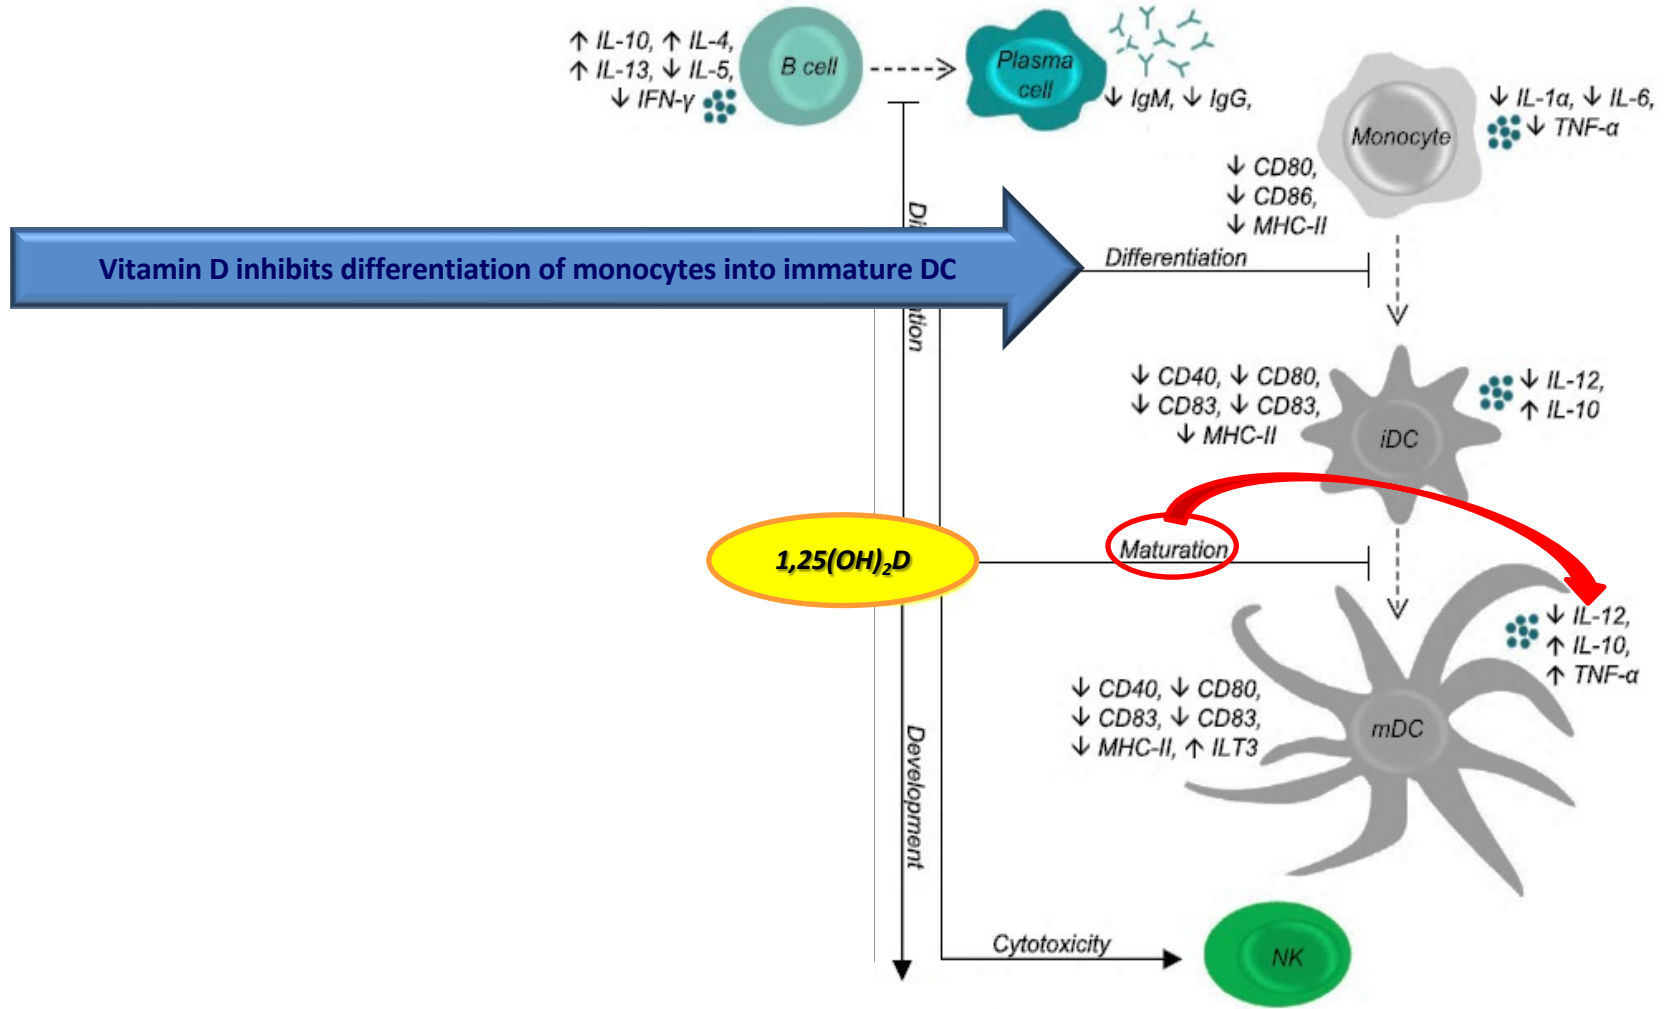 ↑ IL-10, ↑ IL-4,
↑ IL-13, ↓ IL-5,
↓ IFN-γ
B cell
Plasma
cell
↓ IgM, ↓ IgG,
Monocyte
↓ IL-1α, ↓ IL-6,
↓ TNF-α
↓ CD80,
↓ CD86,
↓ MHC-II
Vitamin D inhibits differentiation of monocytes into immature DC
Differentiation
↓ CD40, ↓ CD80,
↓ CD83, ↓ CD83,
↓ MHC-II
iDC
↓ IL-12,
↑ IL-10
1,25(OH)₂D
Maturation
↓ IL-12,
↑ IL-10,
↑ TNF-α
↓ CD40, ↓ CD80,
↓ CD83, ↓ CD83,
↓ MHC-II, ↑ ILT3
mDC
Development
Cytotoxicity
NK